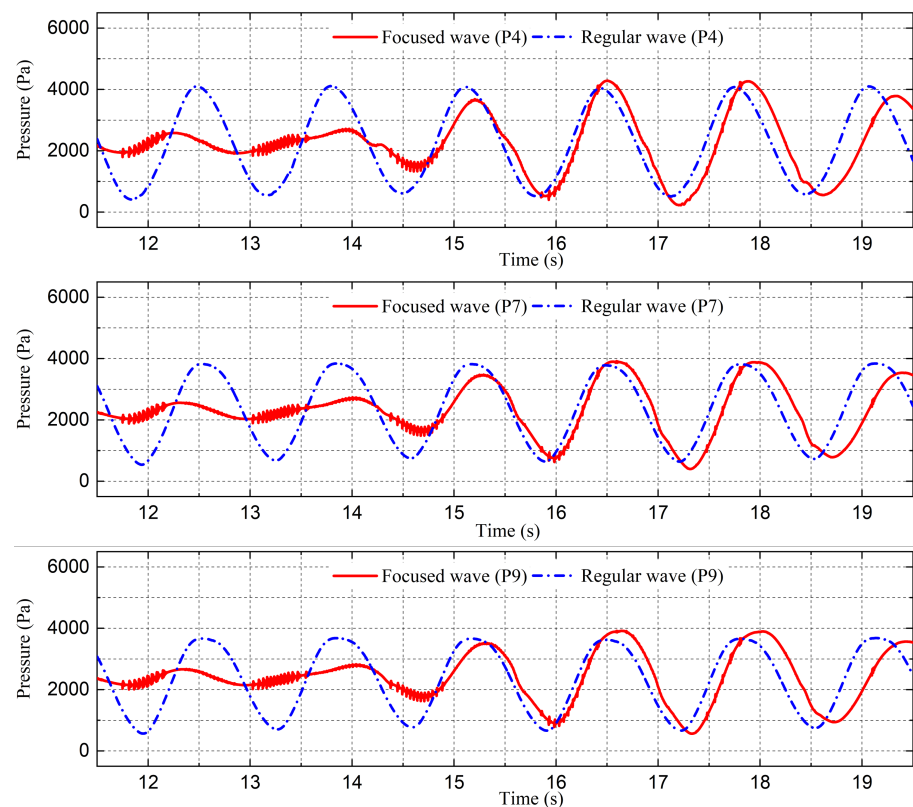 6000
4000
2000
0
Pressure (Pa)
Focused wave (P4) Regular wave (P4)
12 13 14 15 16 17 18 19
Time (s)
6000
4000
2000
0
Pressure (Pa)
Focused wave (P7) Regular wave (P7)
12 13 14 15 16 17 18 19
Time (s)
6000
4000
2000
0
Pressure (Pa)
Focused wave (P9) Regular wave (P9)
12 13 14 15 16 17 18 19
Time (s)